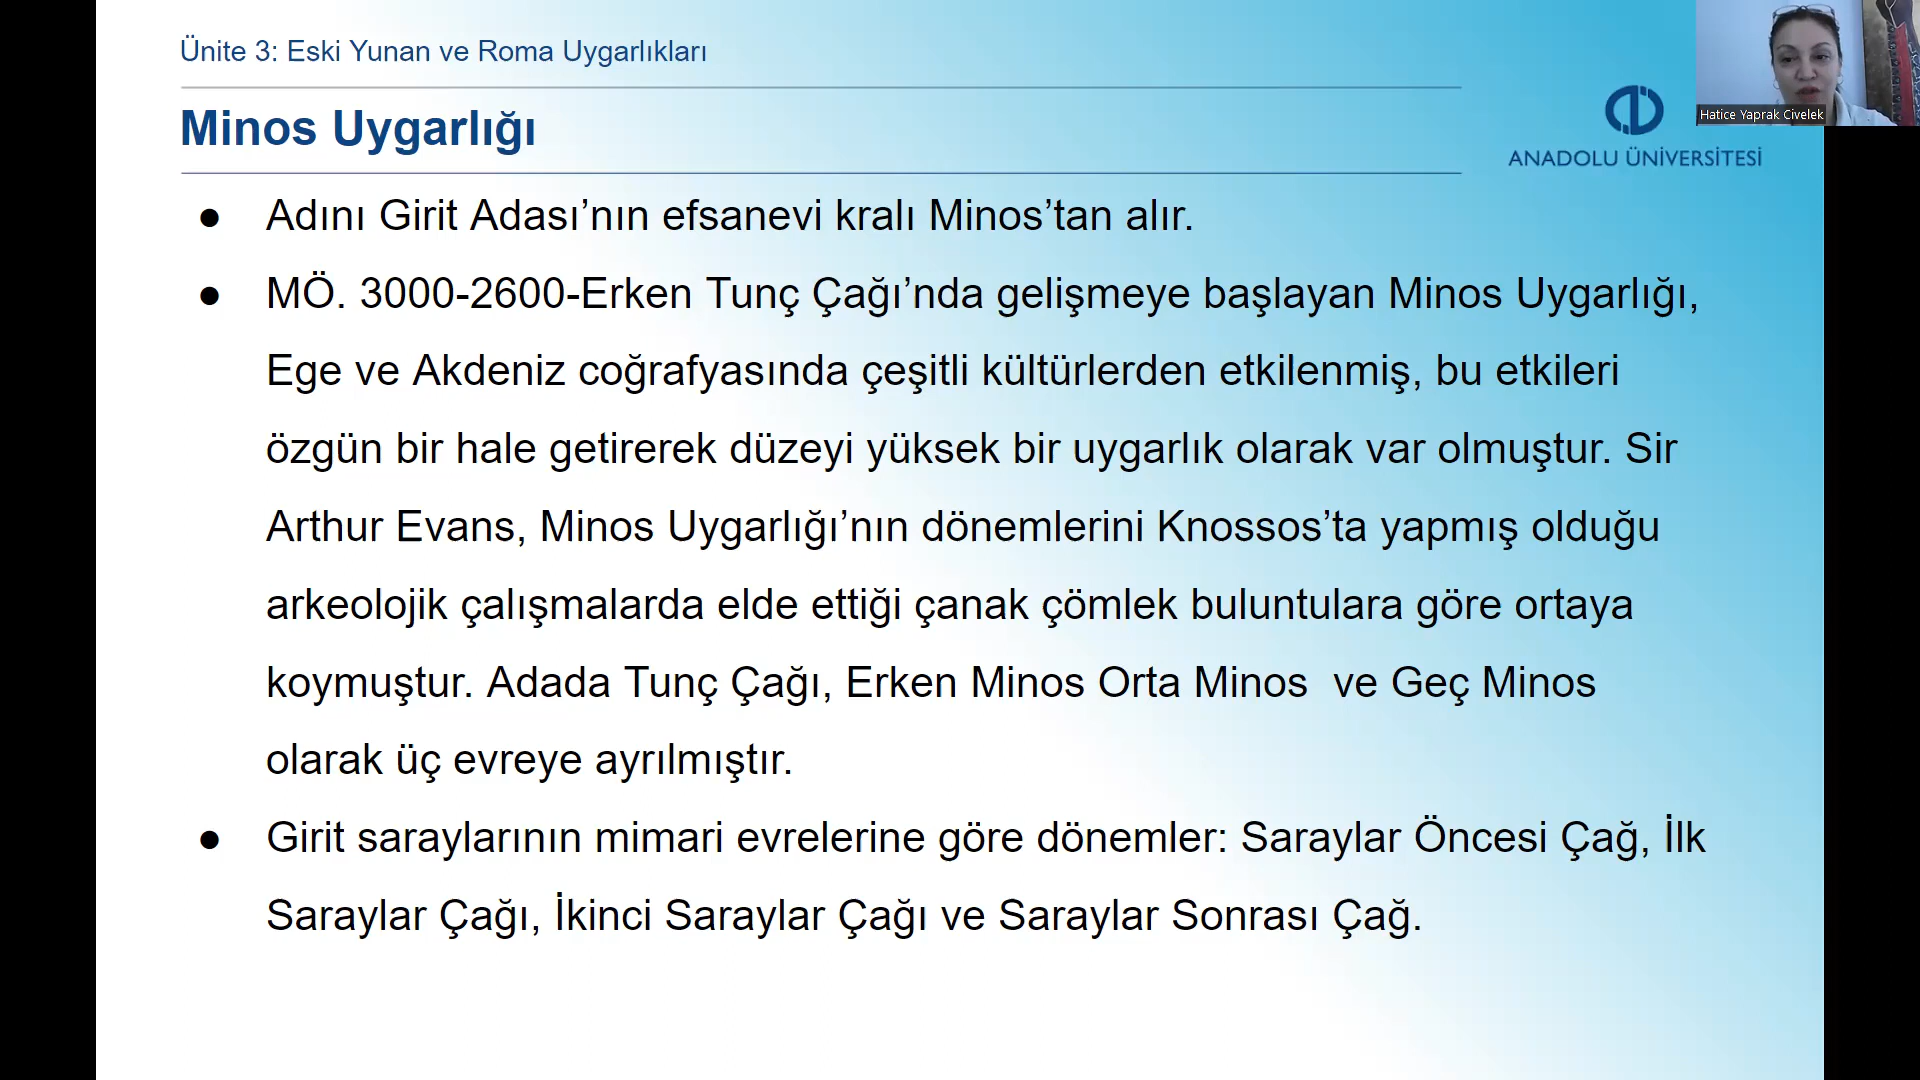 Ünite 3: Eski Yunan ve Roma Uygarlıkları
Minos Uygarlığı
ANADOLU ÜNİVERSİTESİ
Hatice Yaprak Civelek
● Adını Girit Adası’nın efsanevi kralı Minos’tan alır.
● MÖ. 3000-2600-Erken Tunç Çağı’nda gelişmeye başlayan Minos Uygarlığı,
Ege ve Akdeniz coğrafyasında çeşitli kültürlerden etkilenmiş, bu etkileri
özgün bir hale getirerek düzeyi yüksek bir uygarlık olarak var olmuştur. Sir
Arthur Evans, Minos Uygarlığı’nın dönemlerini Knossos’ta yapmış olduğu
arkeolojik çalışmalarda elde ettiği çanak çömlek buluntulara göre ortaya
koymuştur. Adada Tunç Çağı, Erken Minos Orta Minos  ve Geç Minos
olarak üç evreye ayrılmıştır.
● Girit saraylarının mimari evrelerine göre dönemler: Saraylar Öncesi Çağ, İlk
Saraylar Çağı, İkinci Saraylar Çağı ve Saraylar Sonrası Çağ.